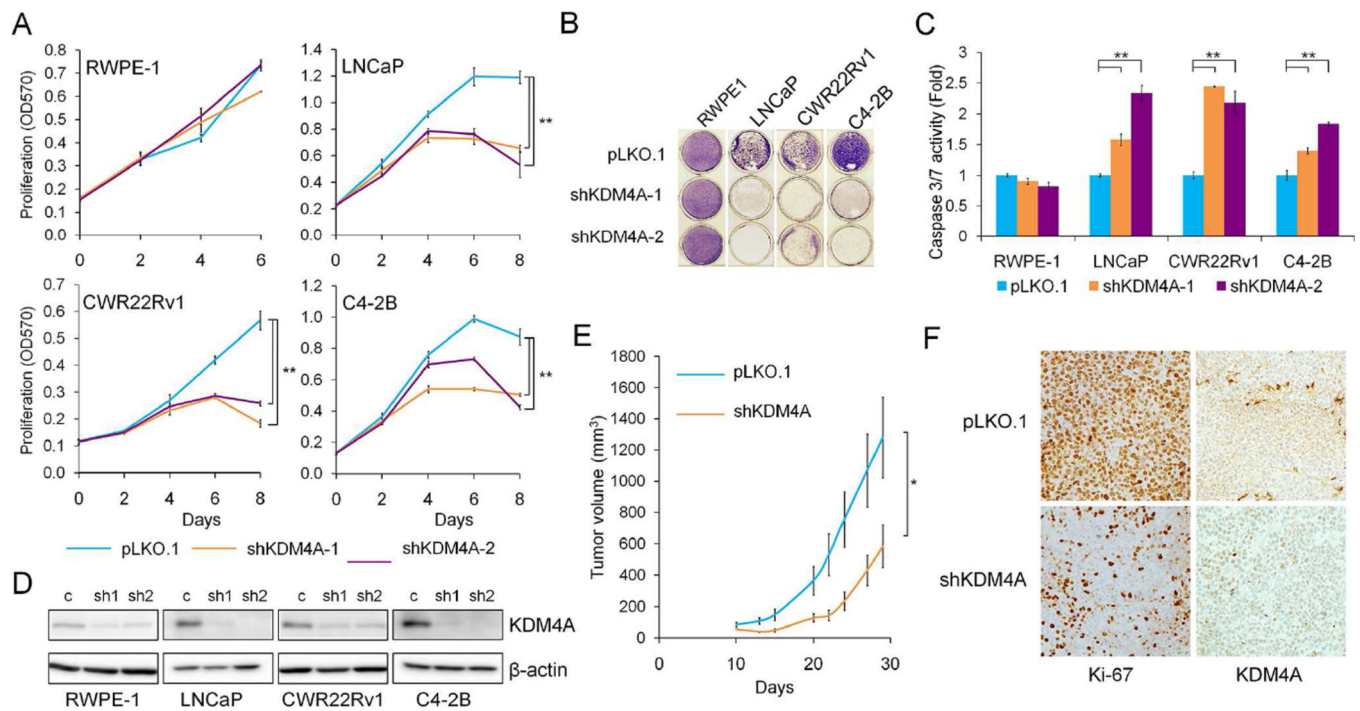 A
RWPE-1
Proliferation (OD570)
0.8
0.7
0.6
0.5
0.4
0.3
0.2
0.1
0.0
0 2 4 6
Days
LNCaP
1.4
1.2
1.0
0.8
0.6
0.4
0.2
0.0
0 2 4 6 8
Days
**
CWR22Rv1
Proliferation (OD570)
0.6
0.5
0.4
0.3
0.2
0.1
0.0
0 2 4 6 8
Days
**
C4-2B
1.2
1.0
0.8
0.6
0.4
0.2
0.0
0 2 4 6 8
Days
**
pLKO.1 shKDM4A-1 shKDM4A-2
B
RWPE1 LNCaP CWR22Rv1 C4-2B
pLKO.1
shKDM4A-1
shKDM4A-2
C
Caspase 3/7 activity (Fold)
3
2.5
2
1.5
1
0.5
0
** ** **
RWPE-1 LNCaP CWR22Rv1 C4-2B
pLKO.1 shKDM4A-1 shKDM4A-2
D
c sh1 sh2 c sh1 sh2 c sh1 sh2 c sh1 sh2
KDM4A
β-actin
RWPE-1 LNCaP CWR22Rv1 C4-2B
E
Tumor volume (mm3)
1800
1600
1400
1200
1000
800
600
400
200
0
0 10 20 30
Days
pLKO.1
shKDM4A
*
F
pLKO.1
shKDM4A
Ki-67 KDM4A